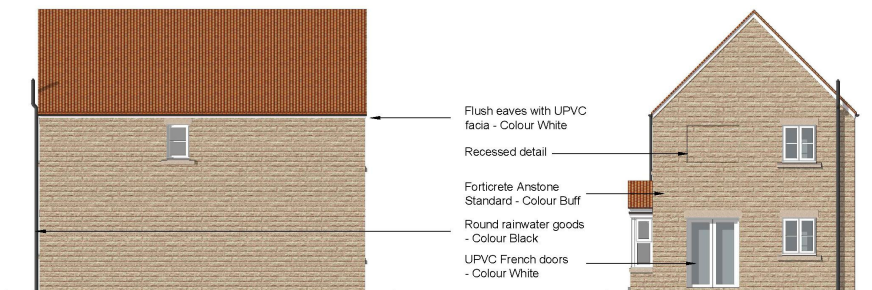 Flush eaves with UPVC
facia - Colour White
Recessed detail
Forticrete Anstone
Standard - Colour Buff
Round rainwater goods
- Colour Black
UPVC French doors
- Colour White